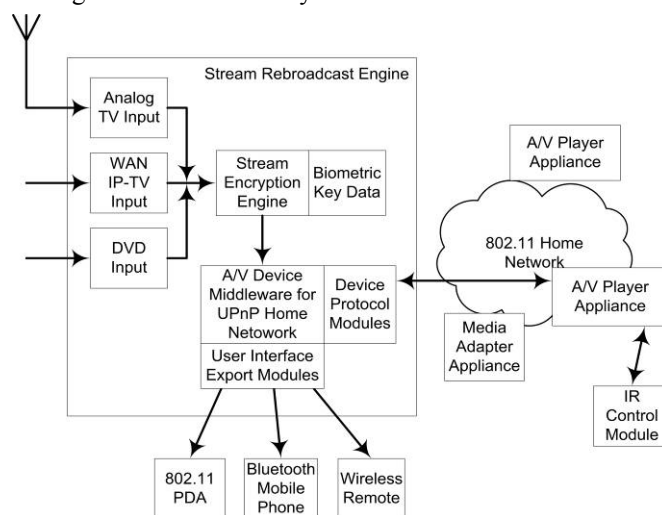 Stream Rebroadcast Engine
Analog
TV Input
WAN
IP-TV
Input
DVD
Input
Stream
Encryption
Engine
Biometric
Key Data
A/V Device
Middleware for
UPnP Home
Netowork
Device
Protocol
Modules
User Interface
Export Modules
802.11
PDA
Bluetooth
Mobile
Phone
Wireless
Remote
A/V Player
Appliance
802.11 Home
Network
A/V Player
Appliance
Media
Adapter
Appliance
IR
Control
Module